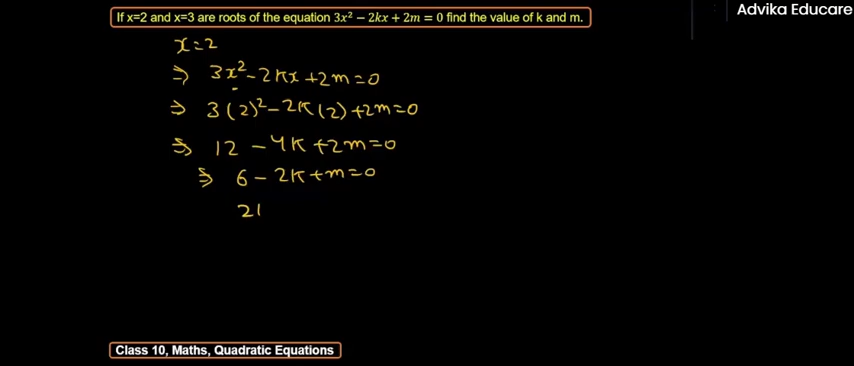 Advika Educare
If x=2 and x=3 are roots of the equation 3x² − 2kx + 2m = 0 find the value of k and m.
x=2
⇒ 3x²-2kx+2m=0
⇒ 3(2)²-2k(2)+2m=0
⇒ 12-4k+2m=0
⇒ 6-2k+m=0
2l
Class 10, Maths, Quadratic Equations